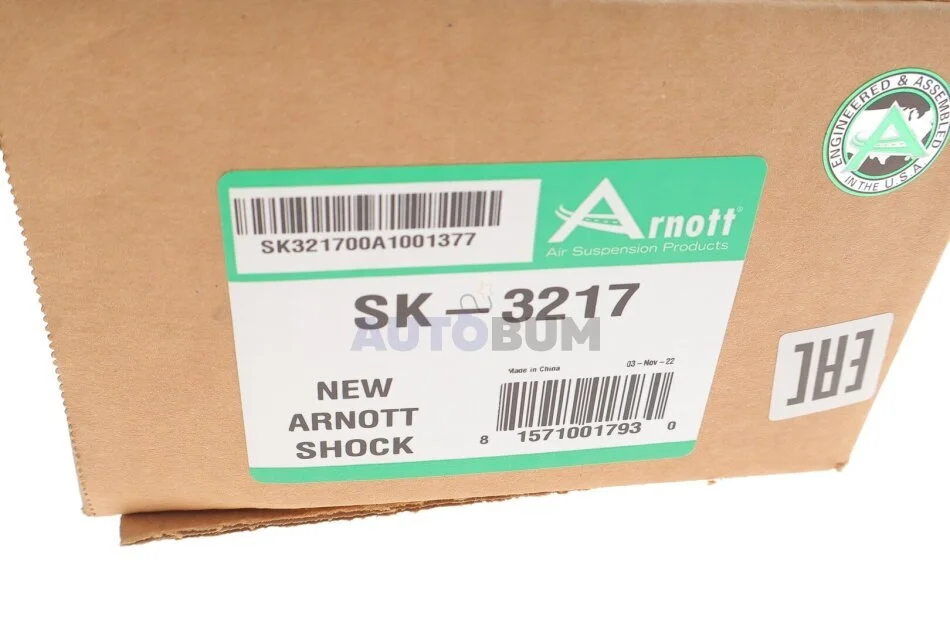 ENGINEERED & ASSEMBLED
IN THE U.S.A
SK321700A1001377
Arnott®
Air Suspension Products
SK – 3217
AUTOBUM
Made in China
03-Nov-22
NEW
ARNOTT
SHOCK
8 1571001793 0
EAC